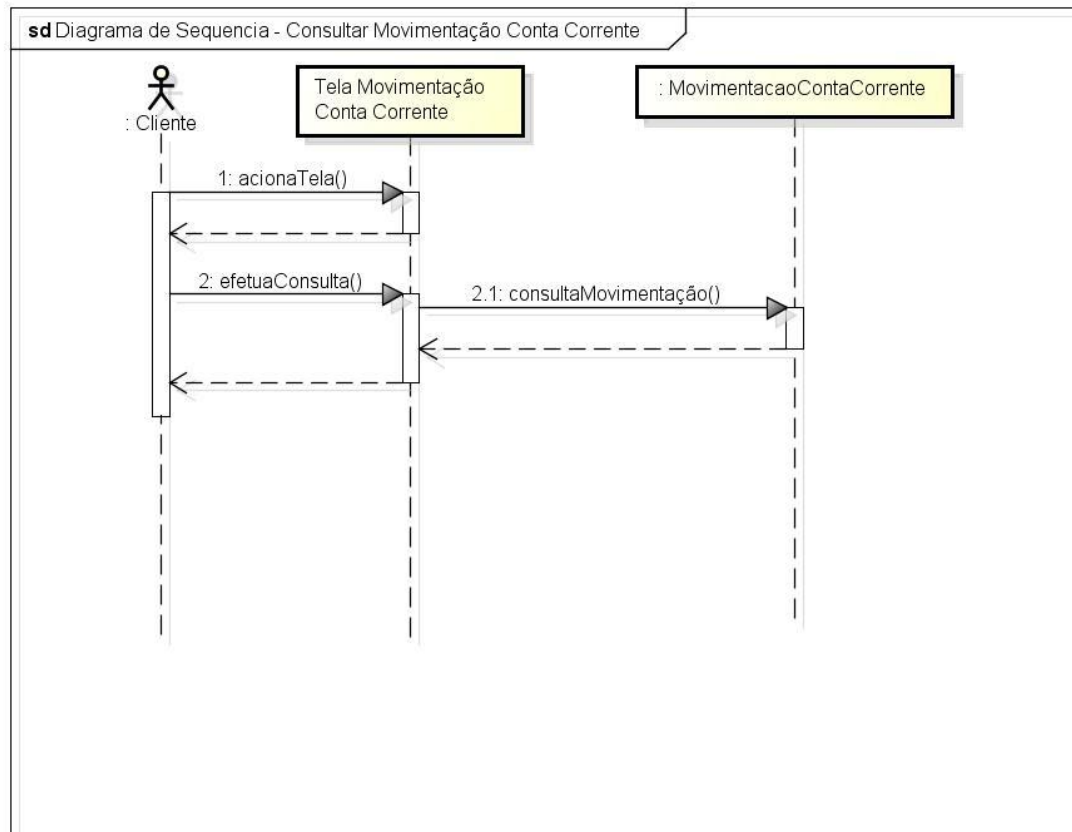 sd Diagrama de Sequencia - Consultar Movimentação Conta Corrente
: Cliente
Tela Movimentação
Conta Corrente
: MovimentacaoContaCorrente
1: acionaTela()
2: efetuaConsulta()
2.1: consultaMovimentação()